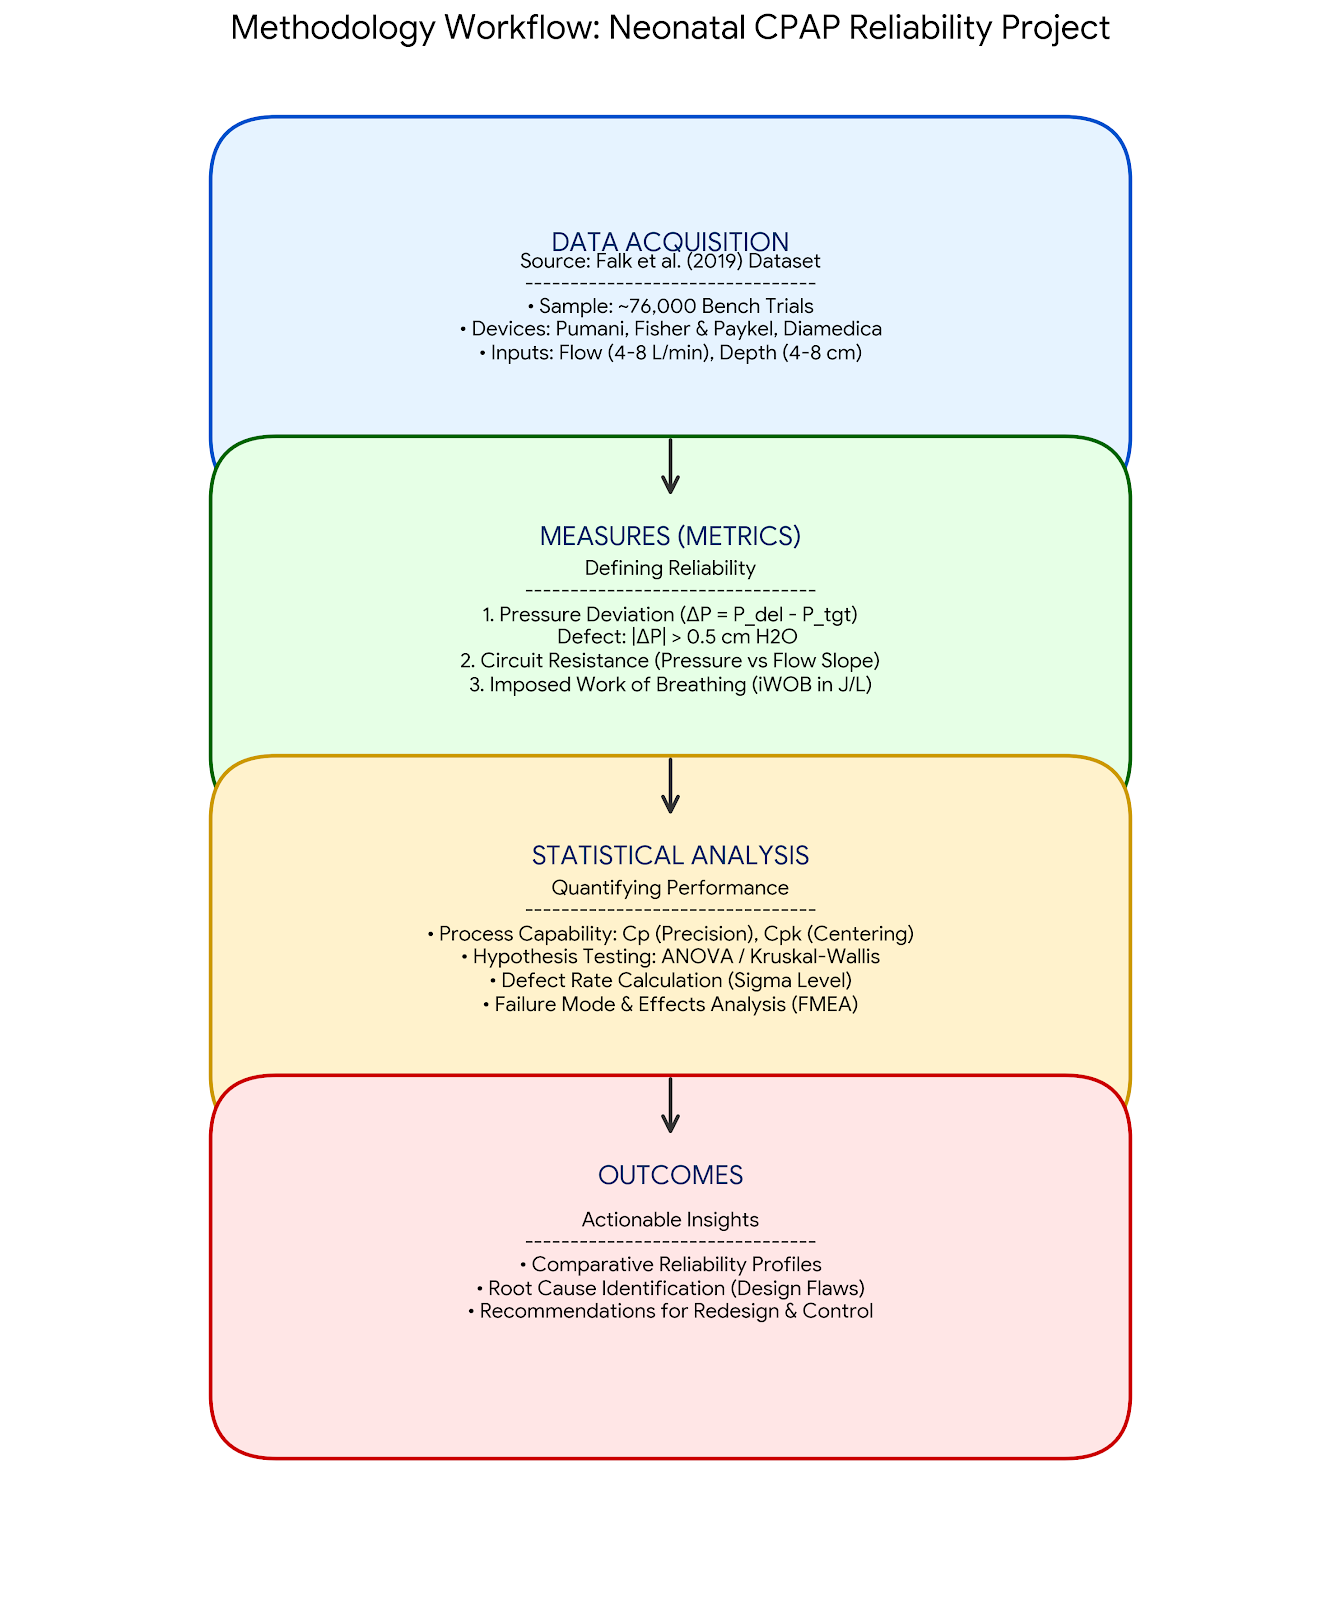 Methodology Workflow: Neonatal CPAP Reliability Project
DATA ACQUISITION
Source: Falk et al. (2019) Dataset
--------------------------------
• Sample: ~76,000 Bench Trials
• Devices: Pumani, Fisher & Paykel, Diamedica
• Inputs: Flow (4-8 L/min), Depth (4-8 cm)
MEASURES (METRICS)
Defining Reliability
--------------------------------
1. Pressure Deviation (ΔP = P_del - P_tgt)
Defect: |ΔP| > 0.5 cm H2O
2. Circuit Resistance (Pressure vs Flow Slope)
3. Imposed Work of Breathing (iWOB in J/L)
STATISTICAL ANALYSIS
Quantifying Performance
--------------------------------
• Process Capability: Cp (Precision), Cpk (Centering)
• Hypothesis Testing: ANOVA / Kruskal-Wallis
• Defect Rate Calculation (Sigma Level)
• Failure Mode & Effects Analysis (FMEA)
OUTCOMES
Actionable Insights
--------------------------------
• Comparative Reliability Profiles
• Root Cause Identification (Design Flaws)
• Recommendations for Redesign & Control